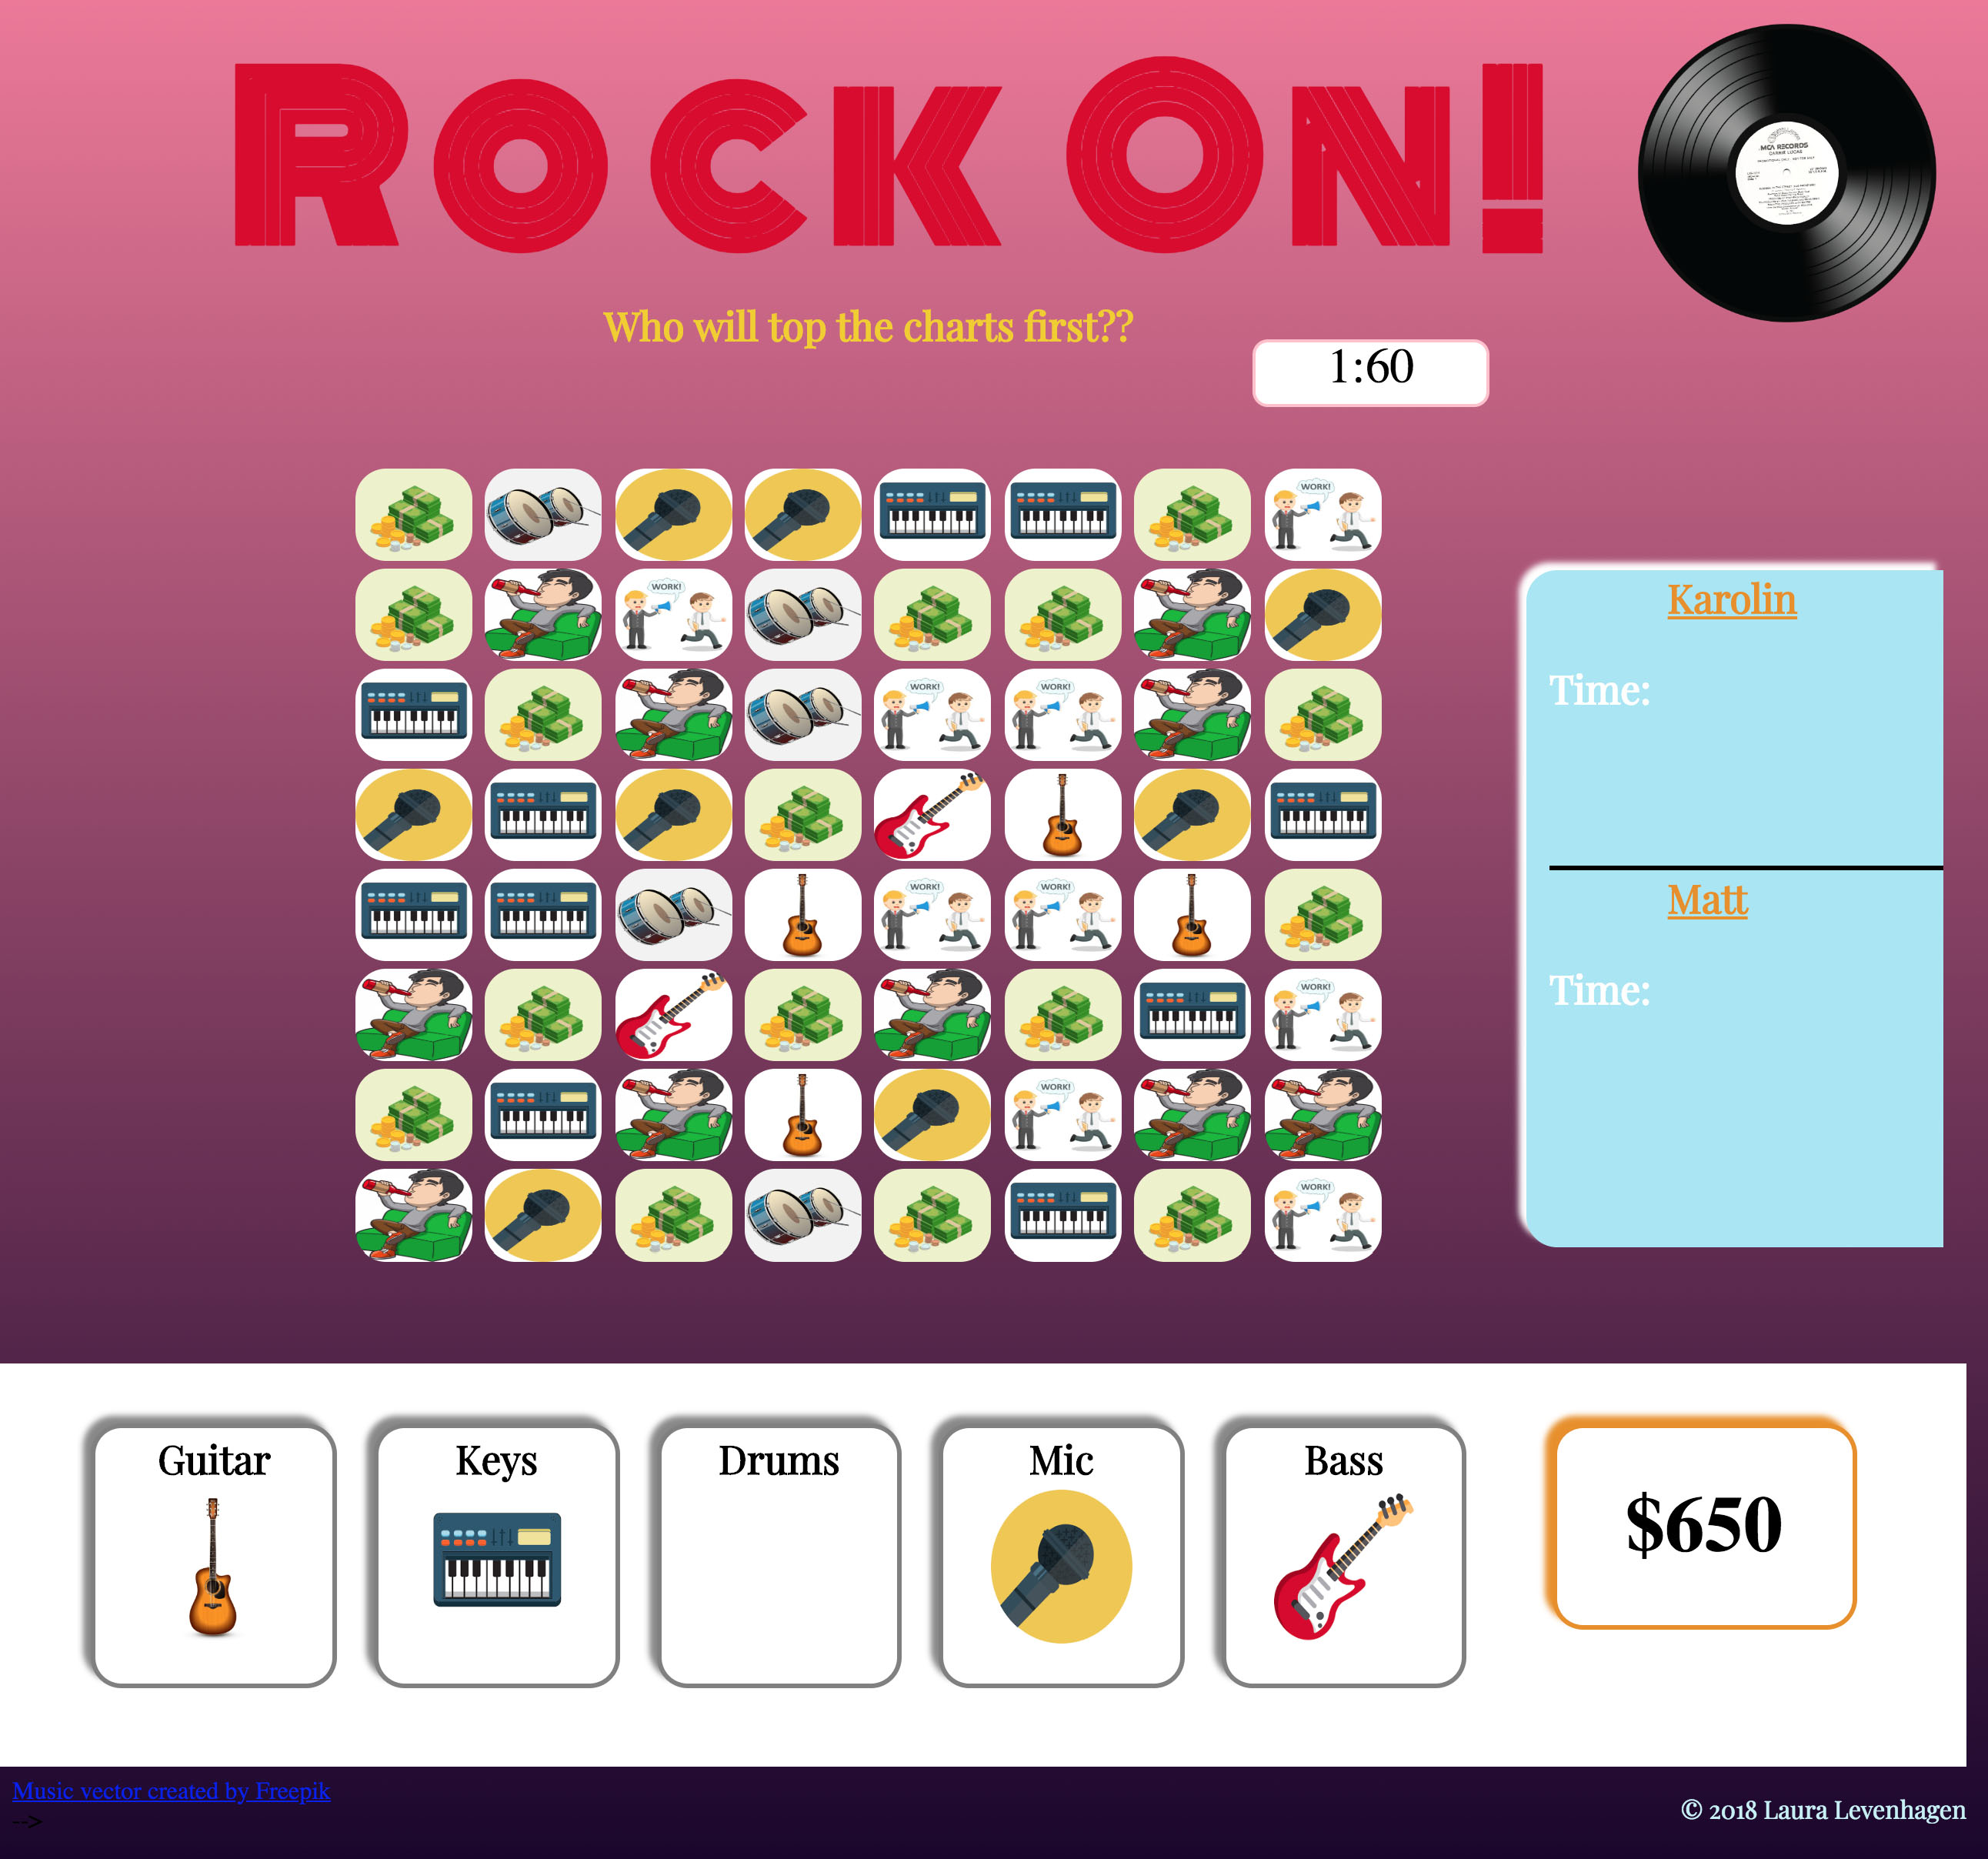 Rock On!
MCA RECORDS
Who will top the charts first??
1:60
WORK!
WORK!
WORK!
WORK!
WORK!
WORK!
WORK!
WORK!
WORK!
Karolin
Time:
Matt
Time:
Guitar
Keys
Drums
Mic
Bass
$650
Music vector created by Freepik
-->
© 2018 Laura Levenhagen